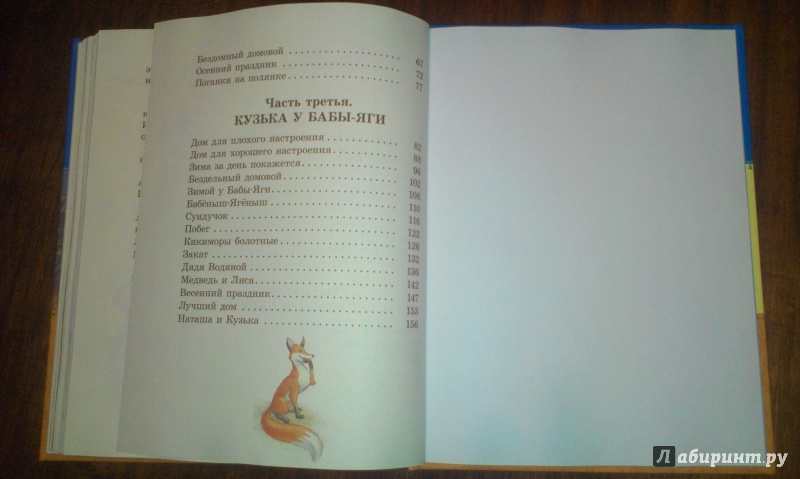 Бездомный домовой 67
Осенний праздник 72
Поганки на полянке 77
Часть третья.
КУЗЬКА У БАБЫ-ЯГИ
Дом для плохого настроения 82
Дом для хорошего настроения 88
Зима за день покажется 94
Бездельный домовой 102
Зимой у Бабы-Яги 106
Бабёныш-Ягёныш 110
Сундучок 116
Побег 122
Кикиморы болотные 126
Закат 132
Дядя Водяной 136
Медведь и Лиса 142
Весенний праздник 147
Лучший дом 153
Наташа и Кузька 156
Лабиринт.ру